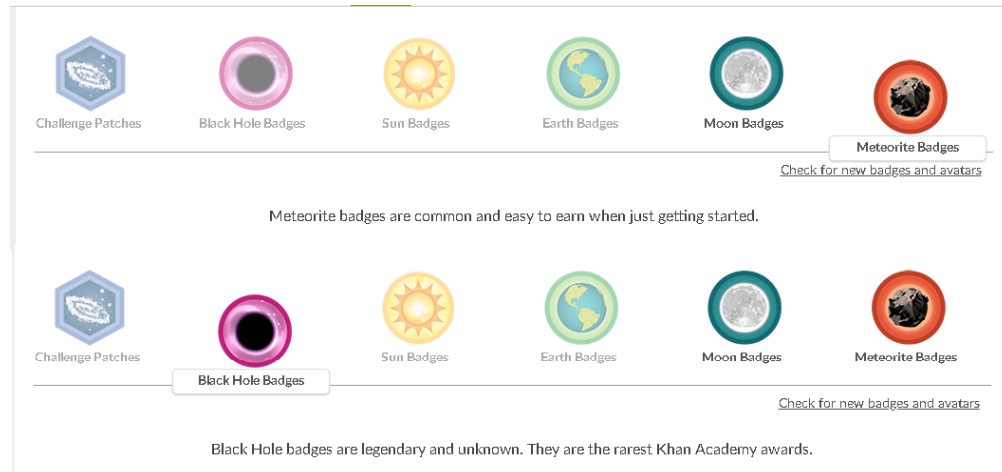 Challenge Patches
Black Hole Badges
Sun Badges
Earth Badges
Moon Badges
Meteorite Badges
Check for new badges and avatars
Meteorite badges are common and easy to earn when just getting started.
Challenge Patches
Black Hole Badges
Sun Badges
Earth Badges
Moon Badges
Meteorite Badges
Check for new badges and avatars
Black Hole badges are legendary and unknown. They are the rarest Khan Academy awards.